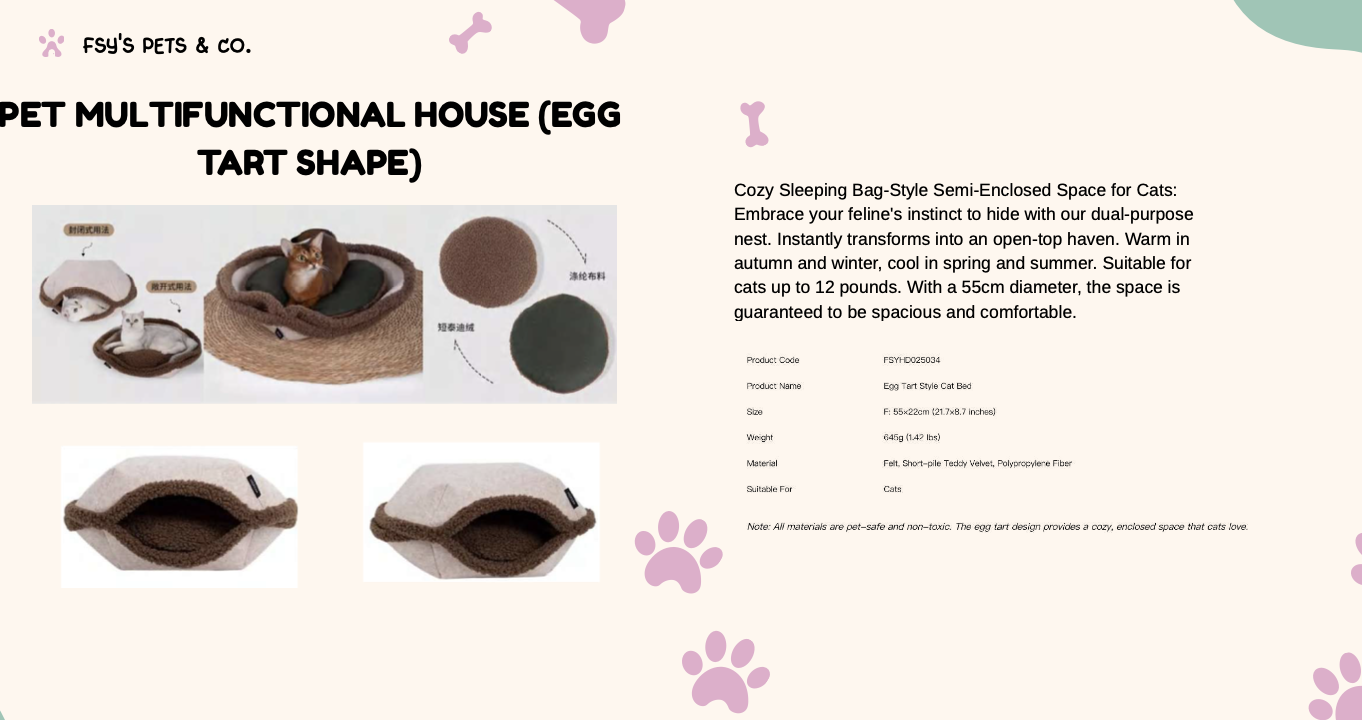 FSY'S PETS & CO.
PET MULTIFUNCTIONAL HOUSE (EGG
TART SHAPE)
封闭式用法
敞开式用法
涤纶布料
短泰迪绒
Cozy Sleeping Bag-Style Semi-Enclosed Space for Cats:
Embrace your feline's instinct to hide with our dual-purpose
nest. Instantly transforms into an open-top haven. Warm in
autumn and winter, cool in spring and summer. Suitable for
cats up to 12 pounds. With a 55cm diameter, the space is
guaranteed to be spacious and comfortable.
Product Code FSYHD025034
Product Name Egg Tart Style Cat Bed
Size F: 55×22cm (21.7×8.7 inches)
Weight 645g (1.42 lbs)
Material Felt, Short-pile Teddy Velvet, Polypropylene Fiber
Suitable For Cats
Note: All materials are pet-safe and non-toxic. The egg tart design provides a cozy, enclosed space that cats love.